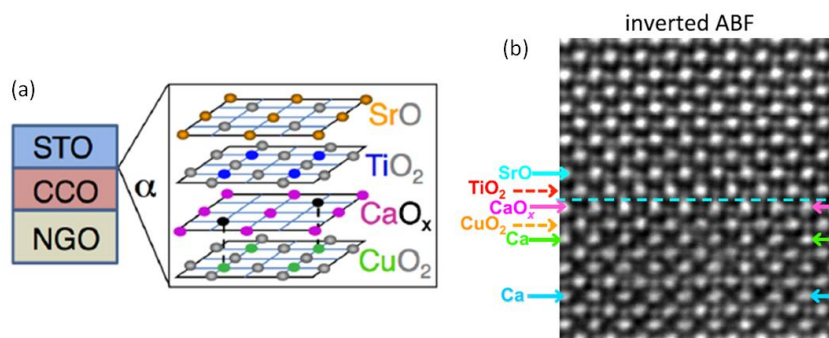 (a)
STO
CCO
NGO
α
SrO
TiO₂
CaOₓ
CuO₂
(b)
inverted ABF
SrO
TiO₂
CaOₓ
CuO₂
Ca
Ca